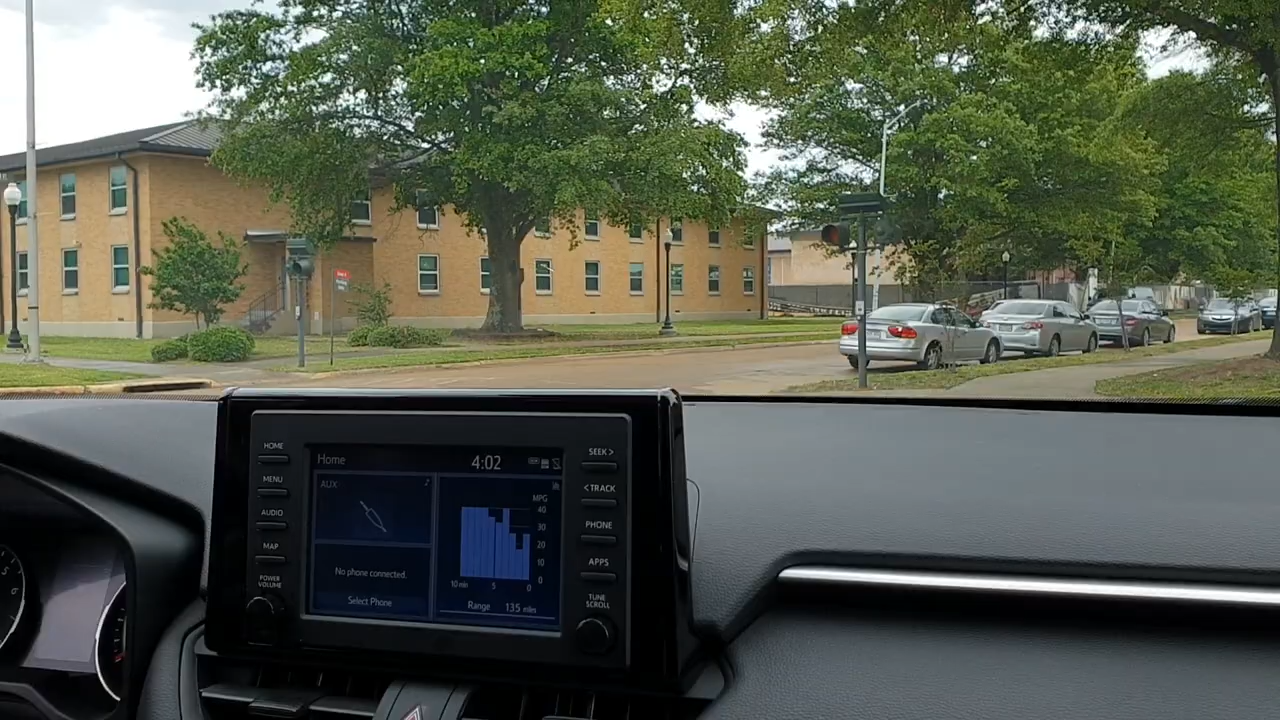 HOME
MENU
AUDIO
MAP
POWER
VOLUME
Home
4:02
AUX
No phone connected.
Select Phone
MPG
40
30
20
10
0
10 min
5
0
Range 135 miles
SEEK >
< TRACK
PHONE
APPS
TUNE
SCROLL